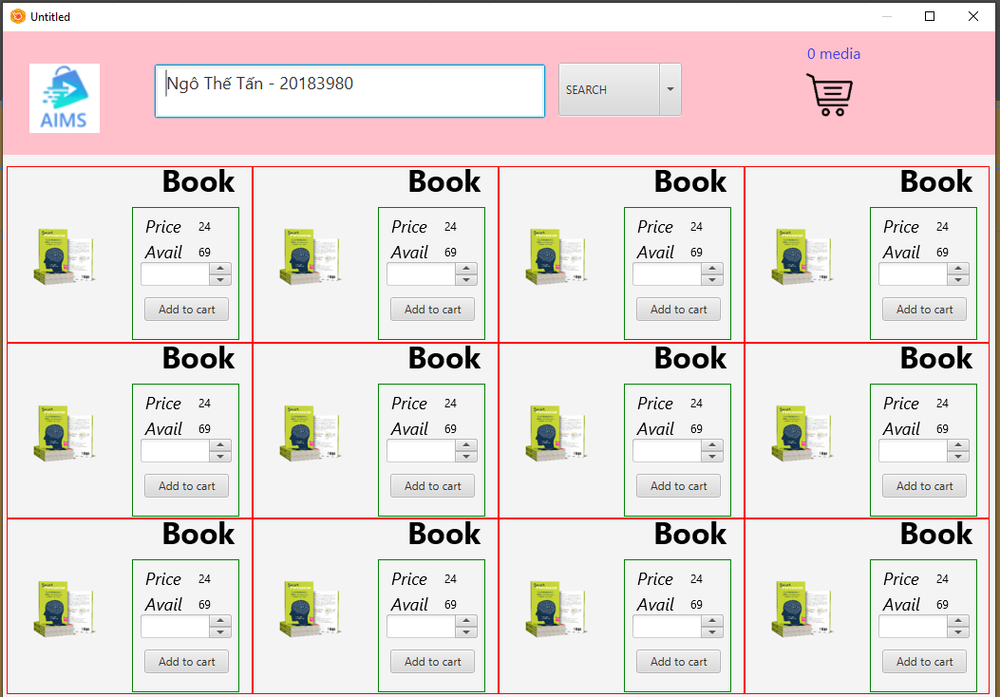 Untitled
0 media
Ngô Thế Tấn - 20183980
SEARCH
AIMS
Book Book Book Book
Price 24 Price 24 Price 24 Price 24
Avail 69 Avail 69 Avail 69 Avail 69
Add to cart Add to cart Add to cart Add to cart
Book Book Book Book
Price 24 Price 24 Price 24 Price 24
Avail 69 Avail 69 Avail 69 Avail 69
Add to cart Add to cart Add to cart Add to cart
Book Book Book Book
Price 24 Price 24 Price 24 Price 24
Avail 69 Avail 69 Avail 69 Avail 69
Add to cart Add to cart Add to cart Add to cart